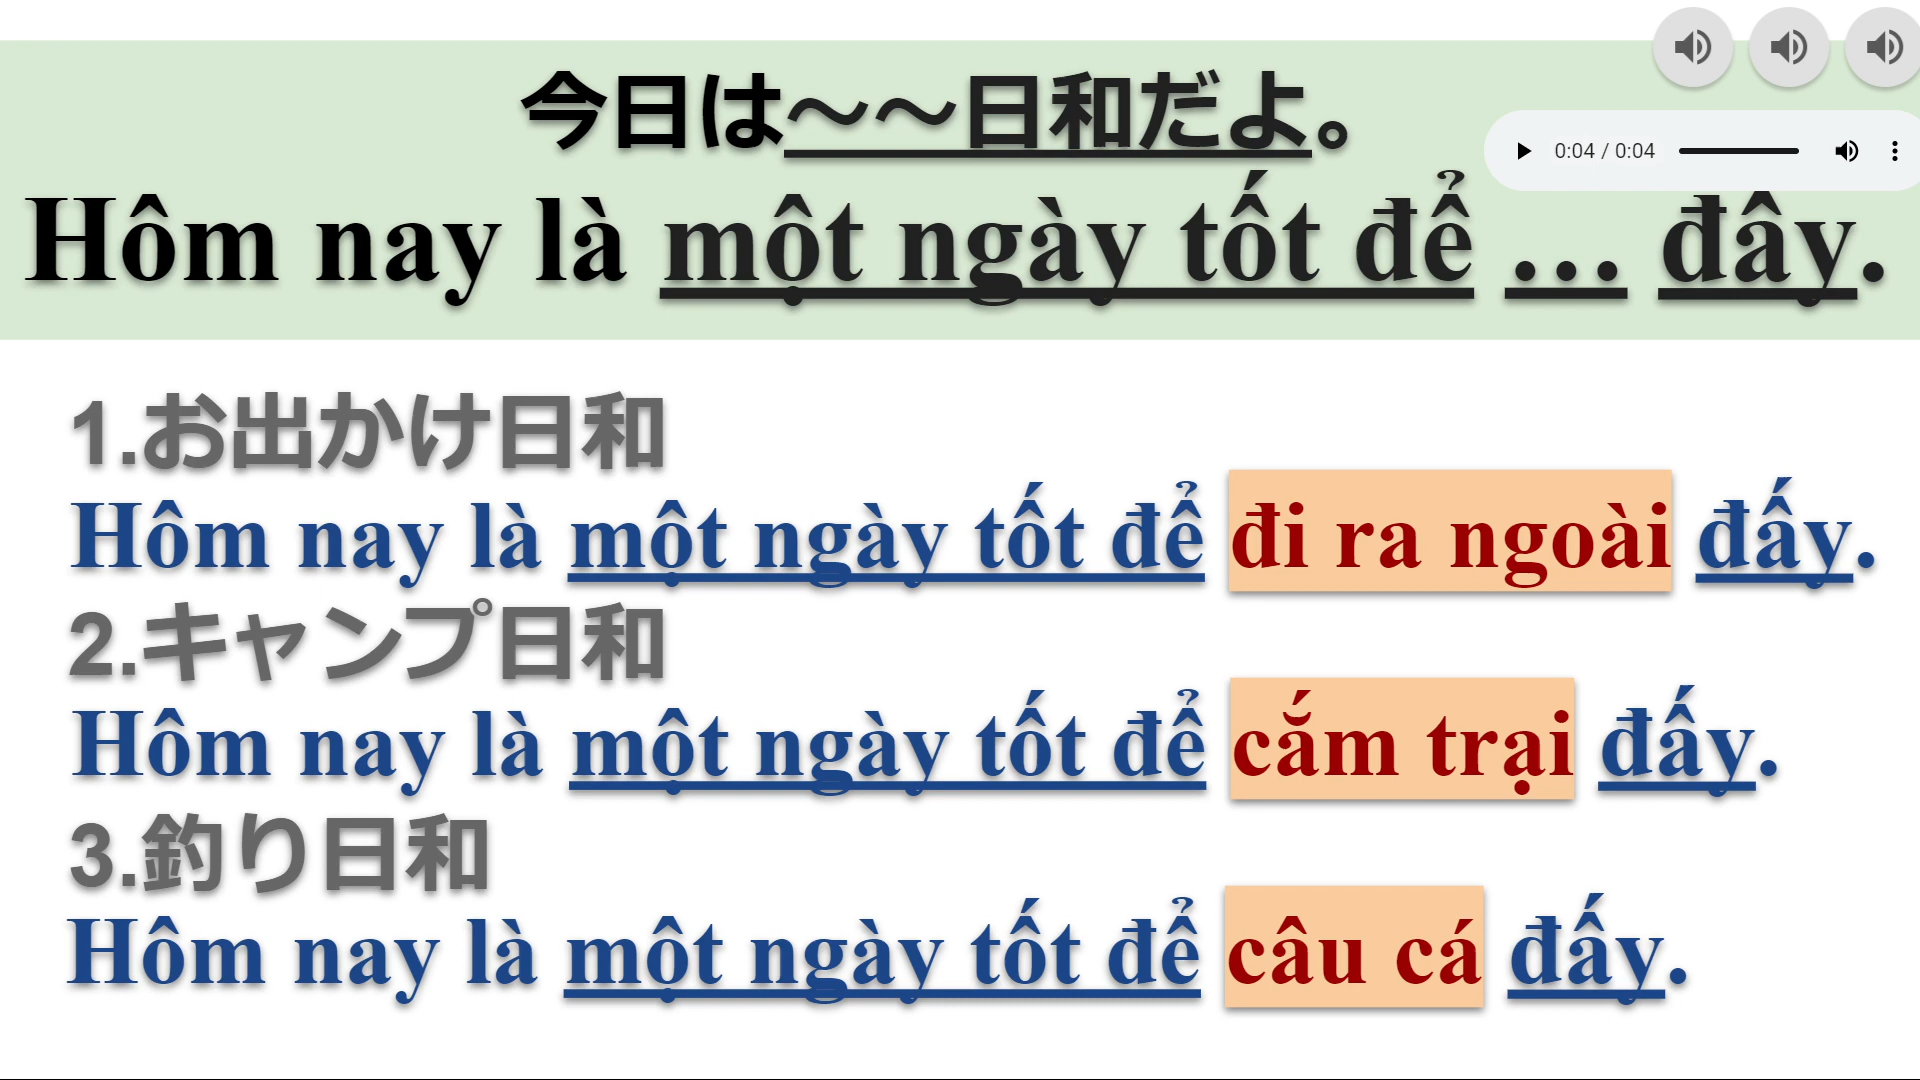 0:04 / 0:04
今日は～～日和だよ。
Hôm nay là một ngày tốt để … đây.
1.お出かけ日和
Hôm nay là một ngày tốt để đi ra ngoài đấy.
2.キャンプ日和
Hôm nay là một ngày tốt để cắm trại đấy.
3.釣り日和
Hôm nay là một ngày tốt để câu cá đấy.